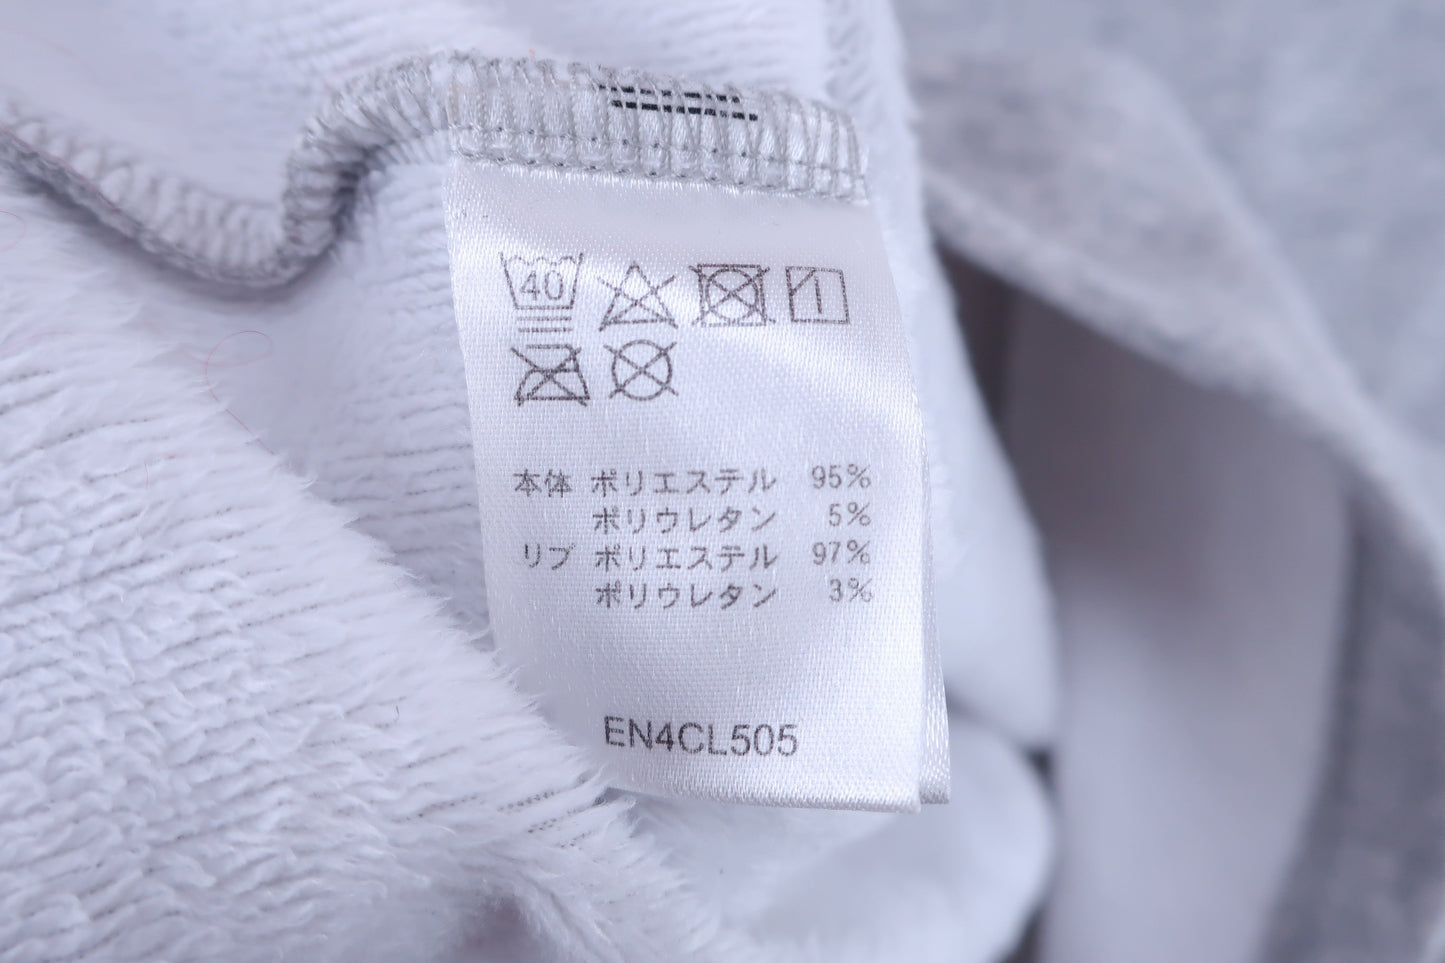 40
本体 ポリエステル 95%
ポリウレタン 5%
リブ ポリエステル 97%
ポリウレタン 3%
EN4CL505